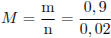 M = m/n = 0,9/0,02